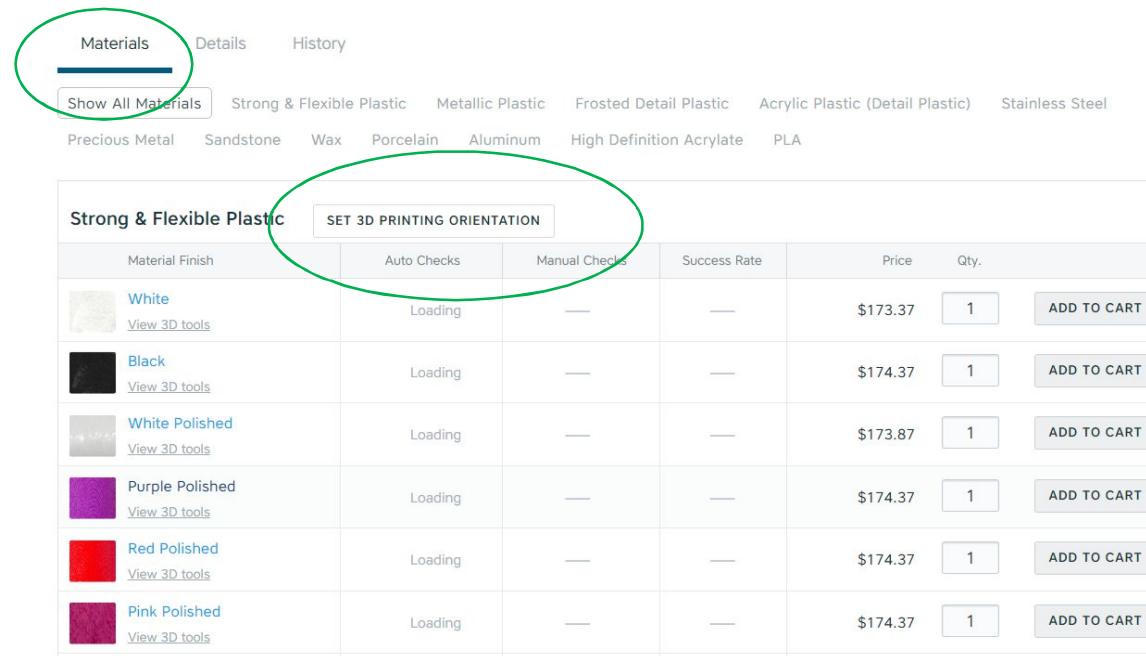 Materials Details History
Show All Materials Strong & Flexible Plastic Metallic Plastic Frosted Detail Plastic Acrylic Plastic (Detail Plastic) Stainless Steel
Precious Metal Sandstone Wax Porcelain Aluminum High Definition Acrylate PLA
Strong & Flexible Plastic SET 3D PRINTING ORIENTATION
Material Finish Auto Checks Manual Checks Success Rate Price Qty.
White
View 3D tools
Loading — — $173.37 1 ADD TO CART
Black
View 3D tools
Loading — — $174.37 1 ADD TO CART
White Polished
View 3D tools
Loading — — $173.87 1 ADD TO CART
Purple Polished
View 3D tools
Loading — — $174.37 1 ADD TO CART
Red Polished
View 3D tools
Loading — — $174.37 1 ADD TO CART
Pink Polished
View 3D tools
Loading — — $174.37 1 ADD TO CART